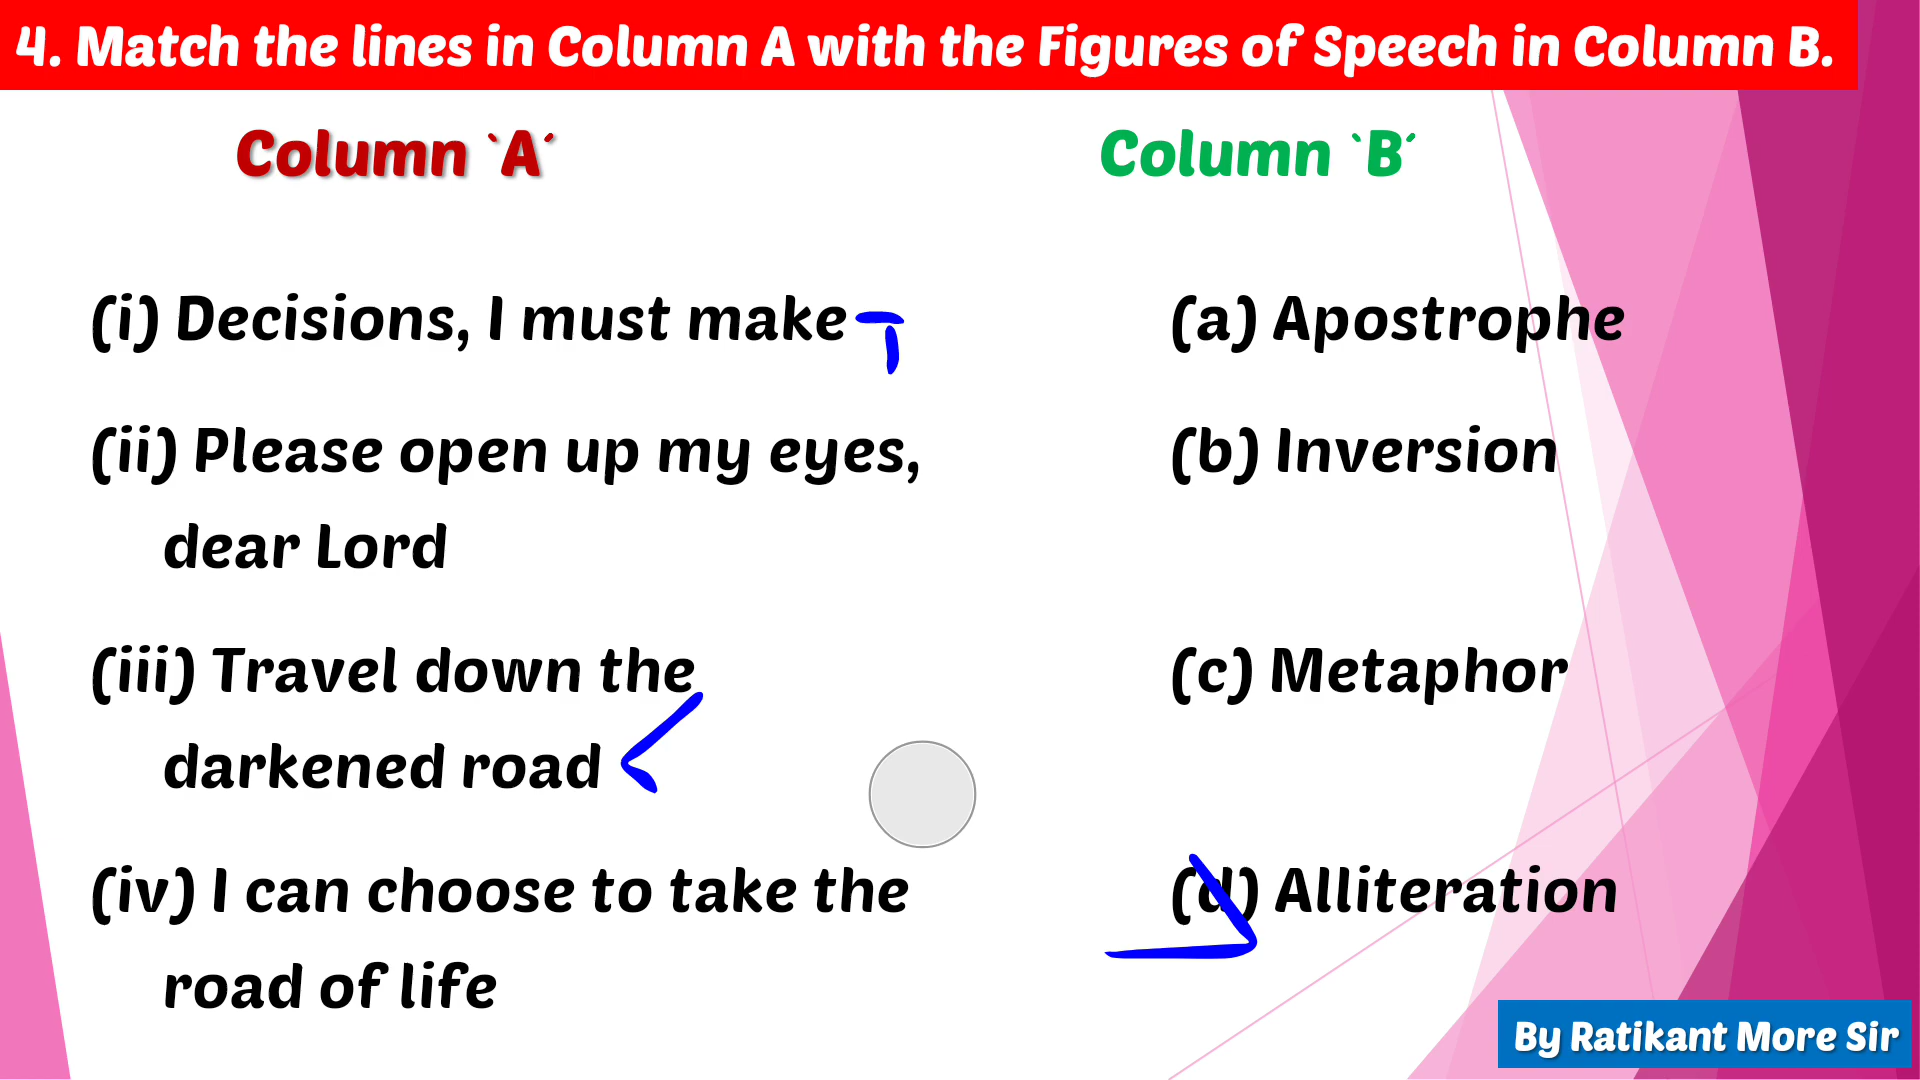 4. Match the lines in Column A with the Figures of Speech in Column B.
Column `A´
Column `B´
(i) Decisions, I must make
(a) Apostrophe
(ii) Please open up my eyes,
dear Lord
(b) Inversion
(iii) Travel down the
darkened road
(c) Metaphor
(iv) I can choose to take the
road of life
(d) Alliteration
By Ratikant More Sir